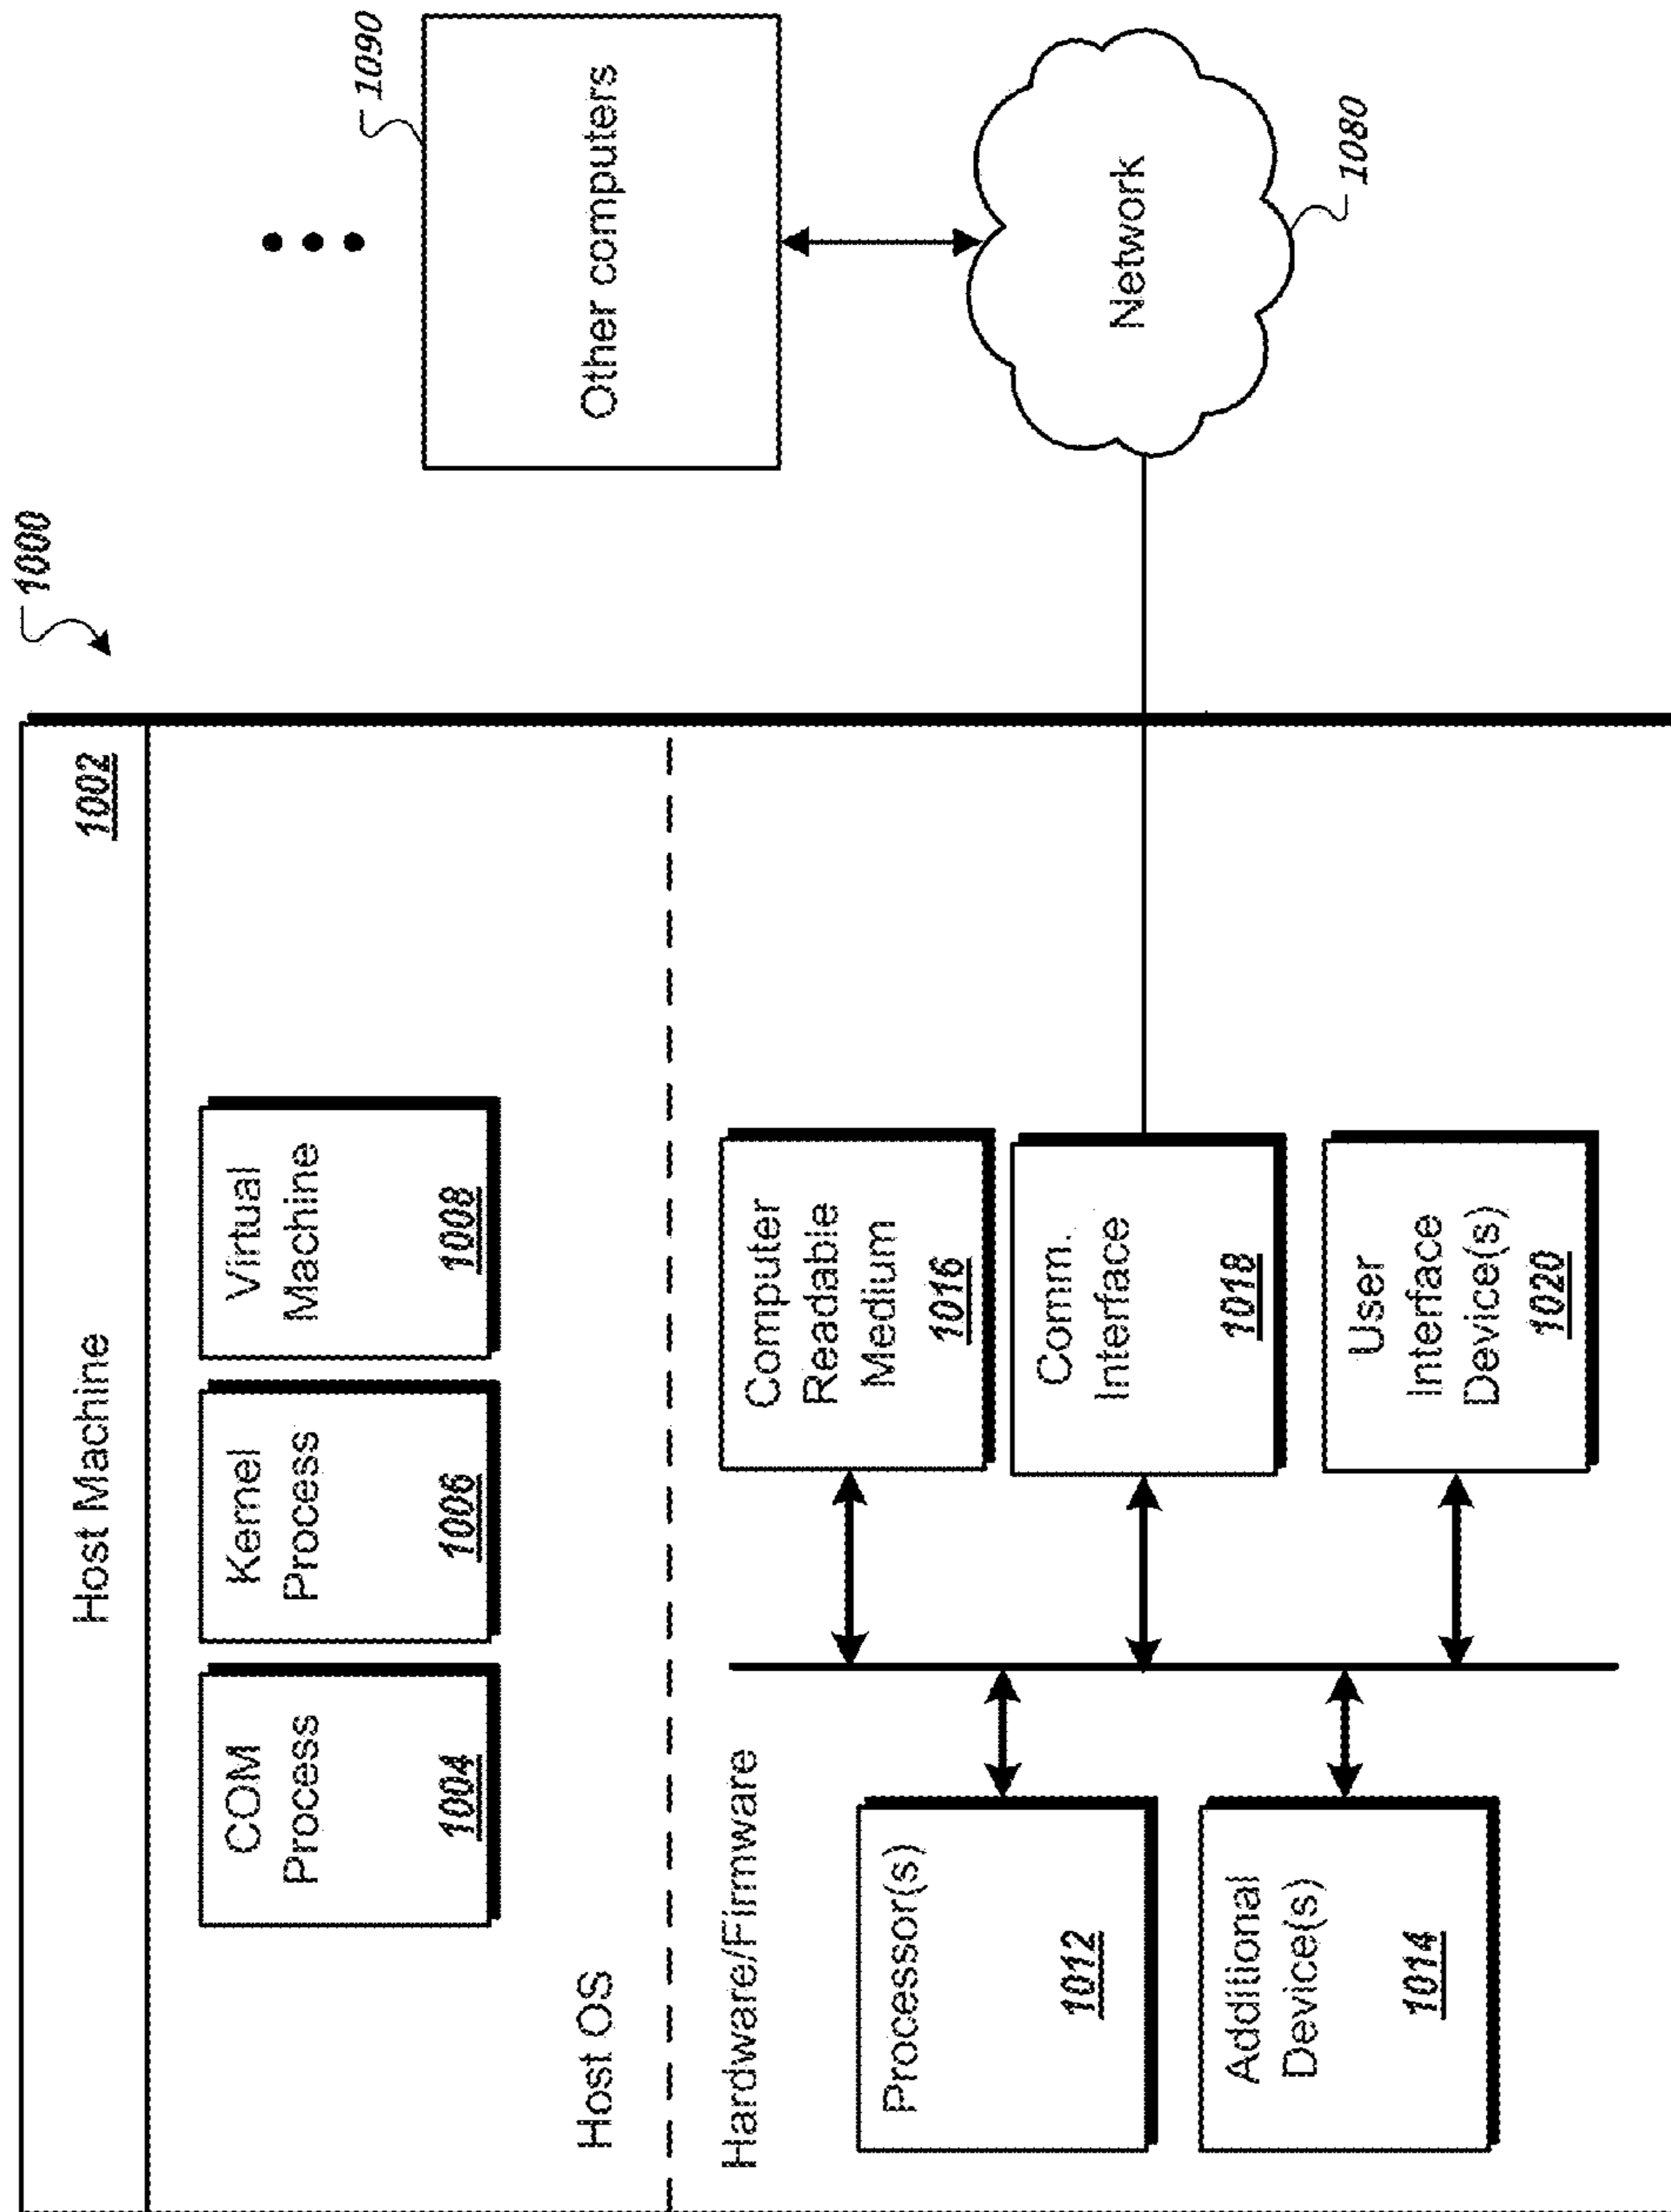 1000
Host Machine
1002
COM
Process
1004
Kernel
Process
1006
Virtual
Machine
1008
Host OS
Hardware/Firmware
Processor(s)
1012
Additional
Device(s)
1014
Computer
Readable
Medium
1016
Comm.
Interface
1018
User
Interface
Device(s)
1020
1090
Other computers
Network
1080